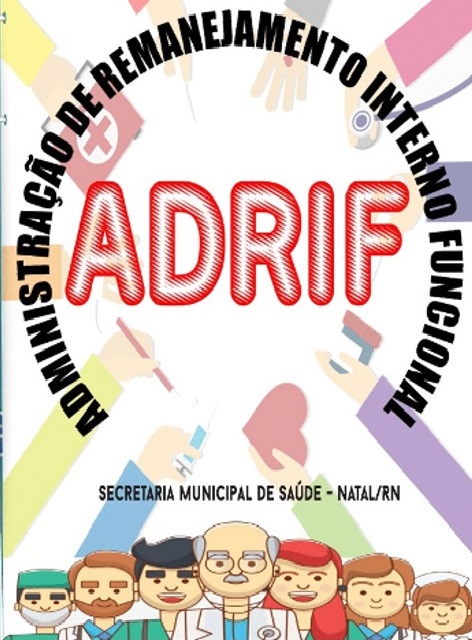 ADMINISTRAÇÃO DE REMANEJAMENTO INTERNO FUNCIONAL
ADRIF
SECRETARIA MUNICIPAL DE SAÚDE - NATAL/RN